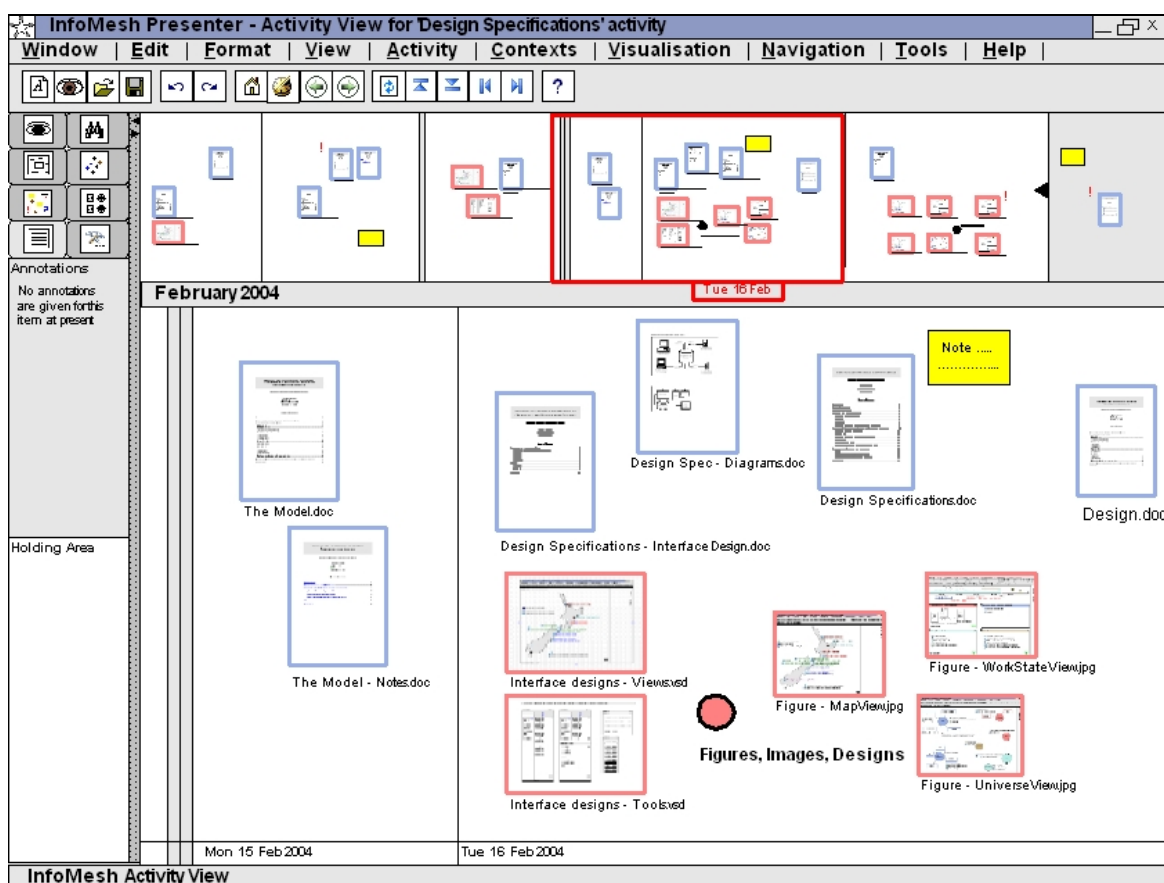 InfoMesh Presenter - Activity View for 'Design Specifications' activity
Window | Edit | Format | View | Activity | Contexts | Visualisation | Navigation | Tools | Help |
A ?
Annotations
No annotations
are given forthis
item at present
February 2004
Tue 16 Feb
Note .....
Design Spec - Diagrams.doc
Design Specifications.doc
Design.doc
The Model.doc
Design Specifications - Interface Design.doc
Holding Area
The Model - Notes.doc
Interface designs - Views.vsd
Figure - WorkStateView.jpg
Figure - MapView.jpg
Figures, Images, Designs
Figure - UniverseView.jpg
Interface designs - Tools.vsd
Mon 15 Feb 2004
Tue 16 Feb 2004
InfoMesh Activity View